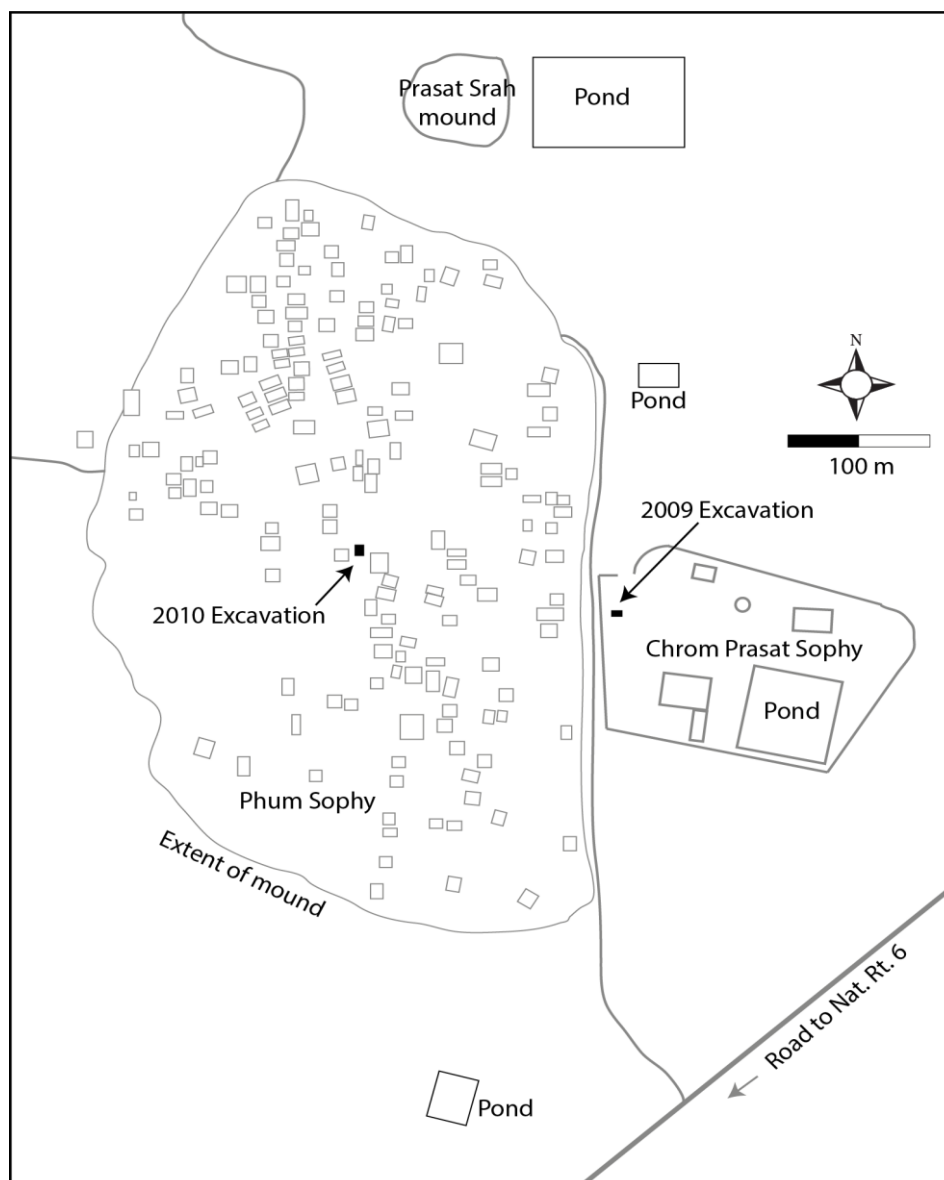 Prasat Srah
mound
Pond
N
Pond
100 m
2009 Excavation
2010 Excavation
Chrom Prasat Sophy
Pond
Phum Sophy
Extent of mound
Road to Nat. Rt. 6
Pond